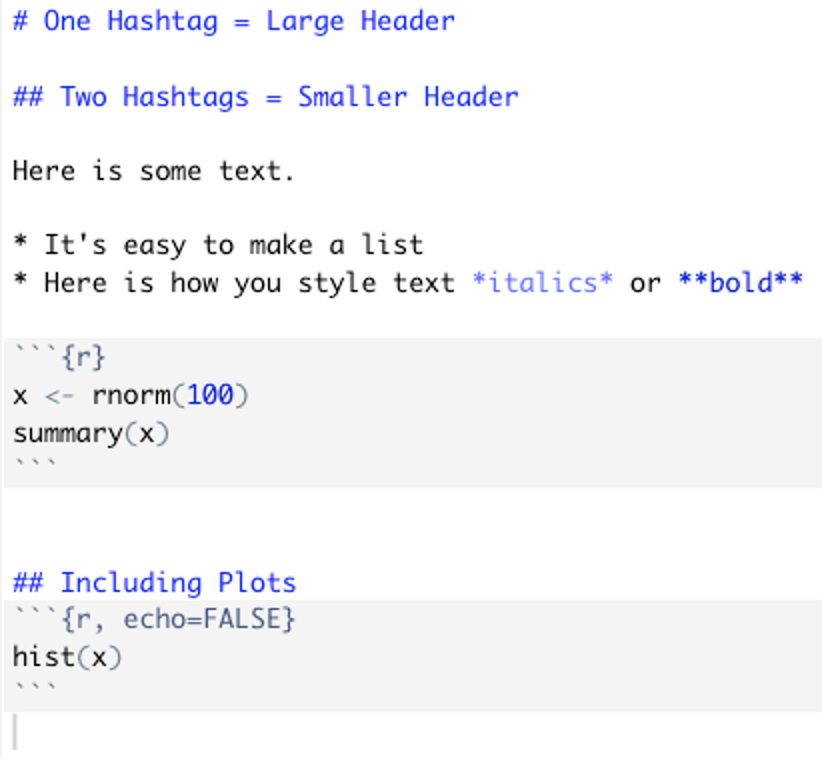 # One Hashtag = Large Header
## Two Hashtags = Smaller Header
Here is some text.
* It's easy to make a list
* Here is how you style text *italics* or **bold**
```{r}
x <- rnorm(100)
summary(x)
```
## Including Plots
```{r, echo=FALSE}
hist(x)
```